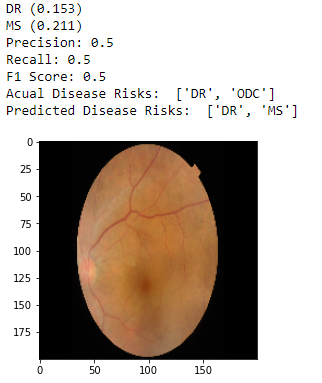 DR (0.153)
MS (0.211)
Precision: 0.5
Recall: 0.5
F1 Score: 0.5
Acual Disease Risks:  ['DR', 'ODC']
Predicted Disease Risks:  ['DR', 'MS']
0
25
50
75
100
125
150
175
0 50 100 150